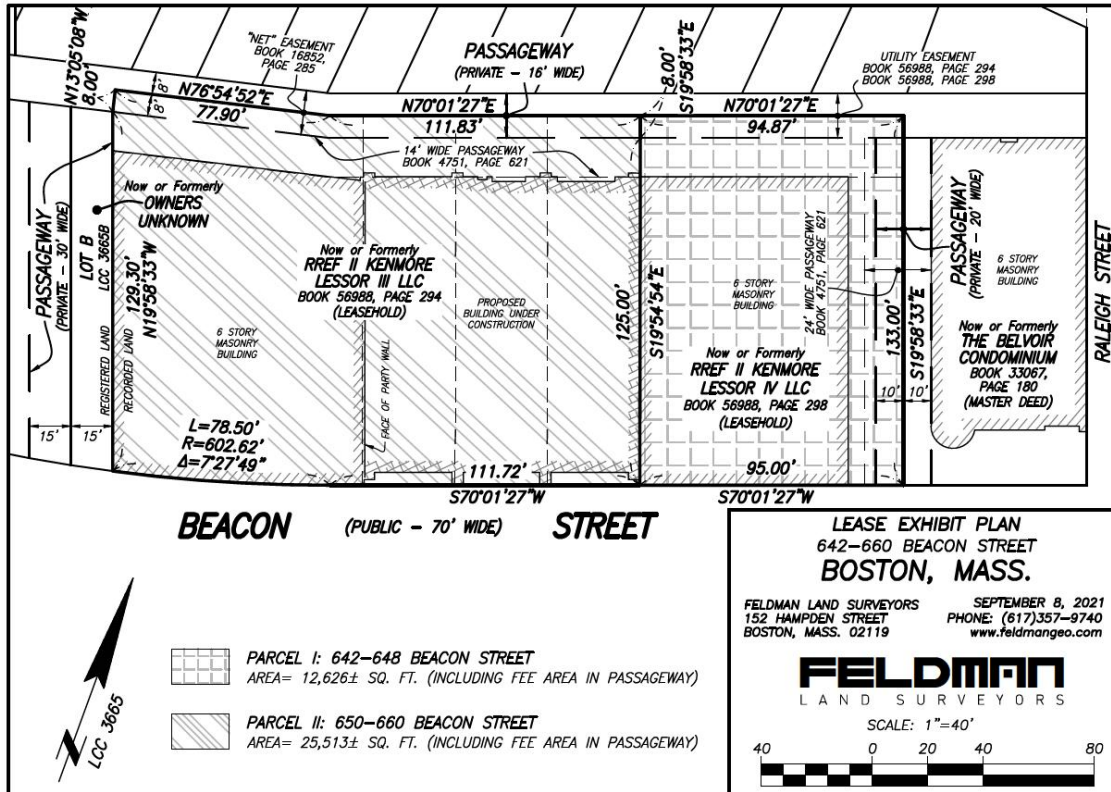 N13°05'08"W
8.00'
"NET" EASEMENT
BOOK 16852,
PAGE 285
PASSAGEWAY
(PRIVATE - 16' WIDE)
8.00'
S19°58'33"E
UTILITY EASEMENT
BOOK 56988, PAGE 294
BOOK 56988, PAGE 298
8'
8'
N76°54'52"E
77.90'
N70°01'27"E
111.83'
N70°01'27"E
94.87'
14' WIDE PASSAGEWAY
BOOK 4751, PAGE 621
PASSAGEWAY
(PRIVATE - 30' WIDE)
LOT B
LCC 3665B
REGISTERED LAND
RECORDED LAND
Now or Formerly
OWNERS
UNKNOWN
129.30'
N19°58'33"W
6 STORY
MASONRY
BUILDING
Now or Formerly
RREF II KENMORE
LESSOR III LLC
BOOK 56988, PAGE 294
(LEASEHOLD)
PROPOSED
BUILDING UNDER
CONSTRUCTION
FACE OF PARTY WALL
125.00'
S19°54'54"E
6 STORY
MASONRY
BUILDING
24' WIDE PASSAGEWAY
BOOK 4751, PAGE 621
Now or Formerly
RREF II KENMORE
LESSOR IV LLC
BOOK 56988, PAGE 298
(LEASEHOLD)
133.00'
S19°58'33"E
PASSAGEWAY
(PRIVATE - 20' WIDE)
6 STORY
MASONRY
BUILDING
Now or Formerly
THE BELVOIR
CONDOMINIUM
BOOK 33067,
PAGE 180
(MASTER DEED)
RALEIGH STREET
10'
10'
15'
15'
L=78.50'
R=602.62'
Δ=7°27'49"
111.72'
S70°01'27"W
95.00'
S70°01'27"W
BEACON (PUBLIC - 70' WIDE) STREET
LCC 3665
PARCEL I: 642-648 BEACON STREET
AREA= 12,626± SQ. FT. (INCLUDING FEE AREA IN PASSAGEWAY)
PARCEL II: 650-660 BEACON STREET
AREA= 25,513± SQ. FT. (INCLUDING FEE AREA IN PASSAGEWAY)
LEASE EXHIBIT PLAN
642-660 BEACON STREET
BOSTON, MASS.
FELDMAN LAND SURVEYORS
152 HAMPDEN STREET
BOSTON, MASS. 02119
SEPTEMBER 8, 2021
PHONE: (617)357-9740
www.feldmangeo.com
FELDMAN
LAND SURVEYORS
SCALE: 1"=40'
40 0 20 40 80